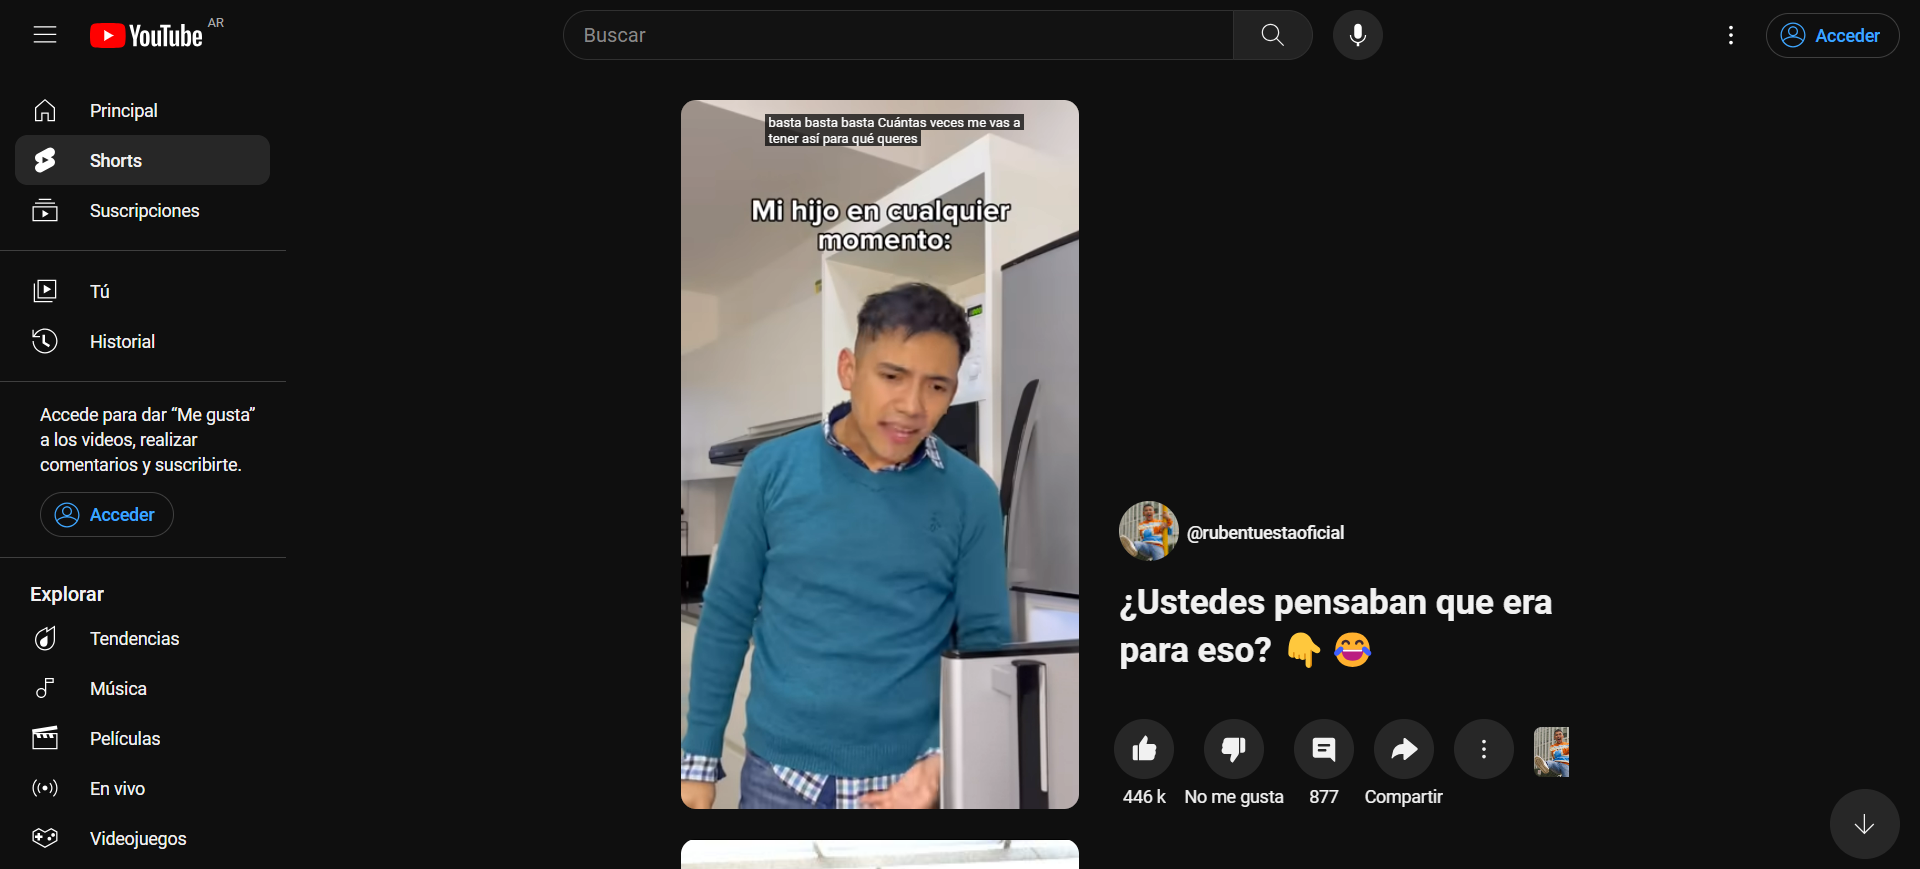 YouTube AR
Buscar
Acceder
Principal
Shorts
Suscripciones
Tú
Historial
Accede para dar “Me gusta”
a los videos, realizar
comentarios y suscribirte.
Acceder
Explorar
Tendencias
Música
Películas
En vivo
Videojuegos
basta basta basta Cuántas veces me vas a
tener así para qué queres
Mi hijo en cualquier
momento:
@rubentuestaoficial
¿Ustedes pensaban que era
para eso? 👇 😂
446 k
No me gusta
877
Compartir